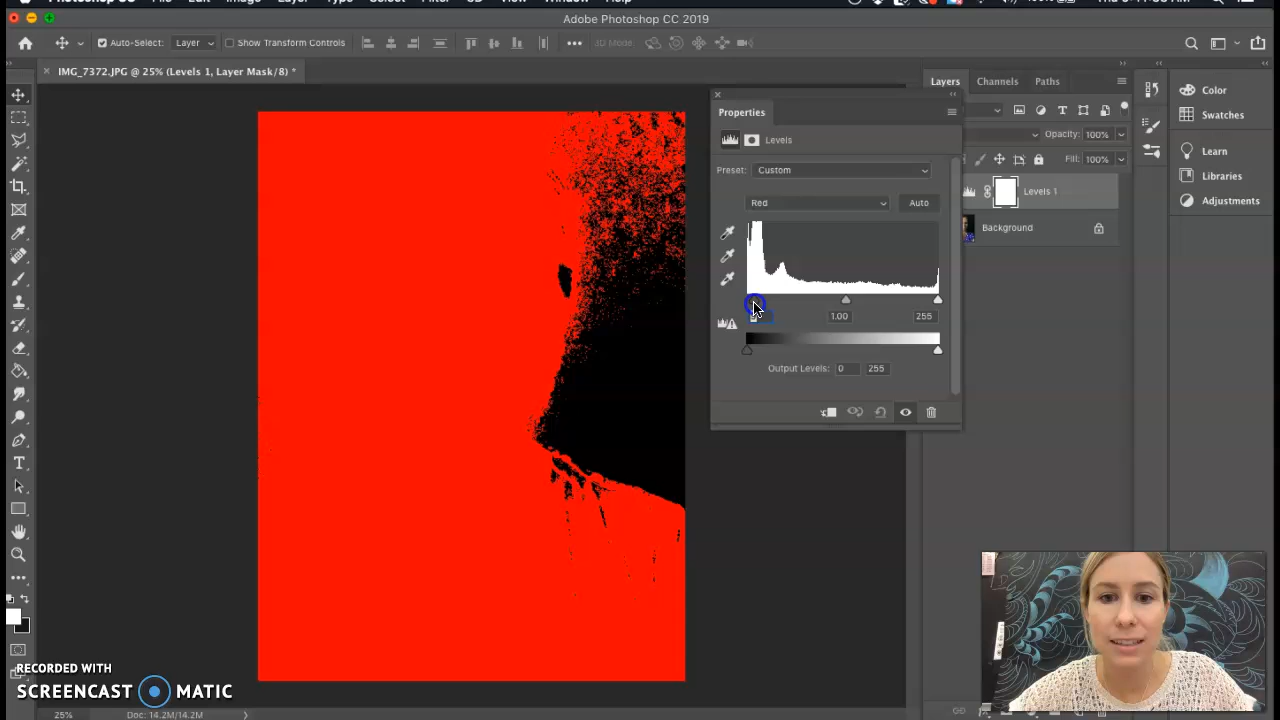 Adobe Photoshop CC 2019
Auto-Select: Layer Show Transform Controls 3D Mode:
IMG_7372.JPG @ 25% (Levels 1, Layer Mask/8) *
Properties
Levels
Preset: Custom
Red Auto
1.00 255
Output Levels: 0 255
Layers Channels Paths
Opacity: 100%
Fill: 100%
Levels 1
Background
Color
Swatches
Learn
Libraries
Adjustments
RECORDED WITH
SCREENCAST MATIC
25% Doc: 14.2M/14.2M